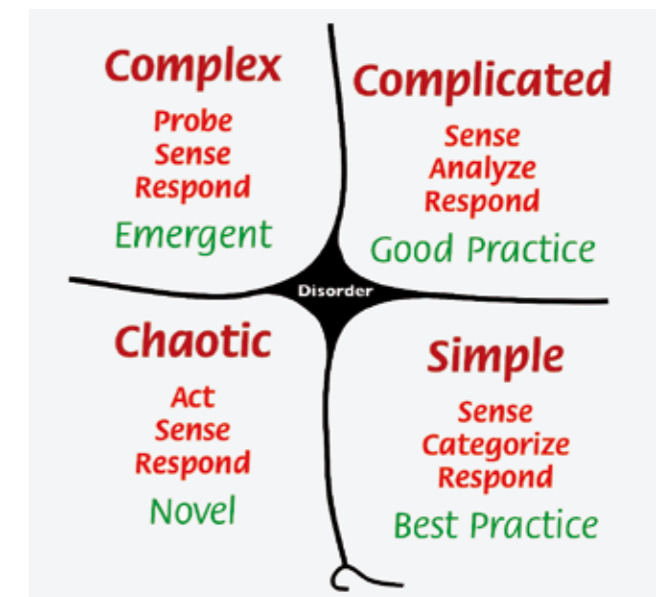 Complex
Probe
Sense
Respond
Emergent
Complicated
Sense
Analyze
Respond
Good Practice
Disorder
Chaotic
Act
Sense
Respond
Novel
Simple
Sense
Categorize
Respond
Best Practice